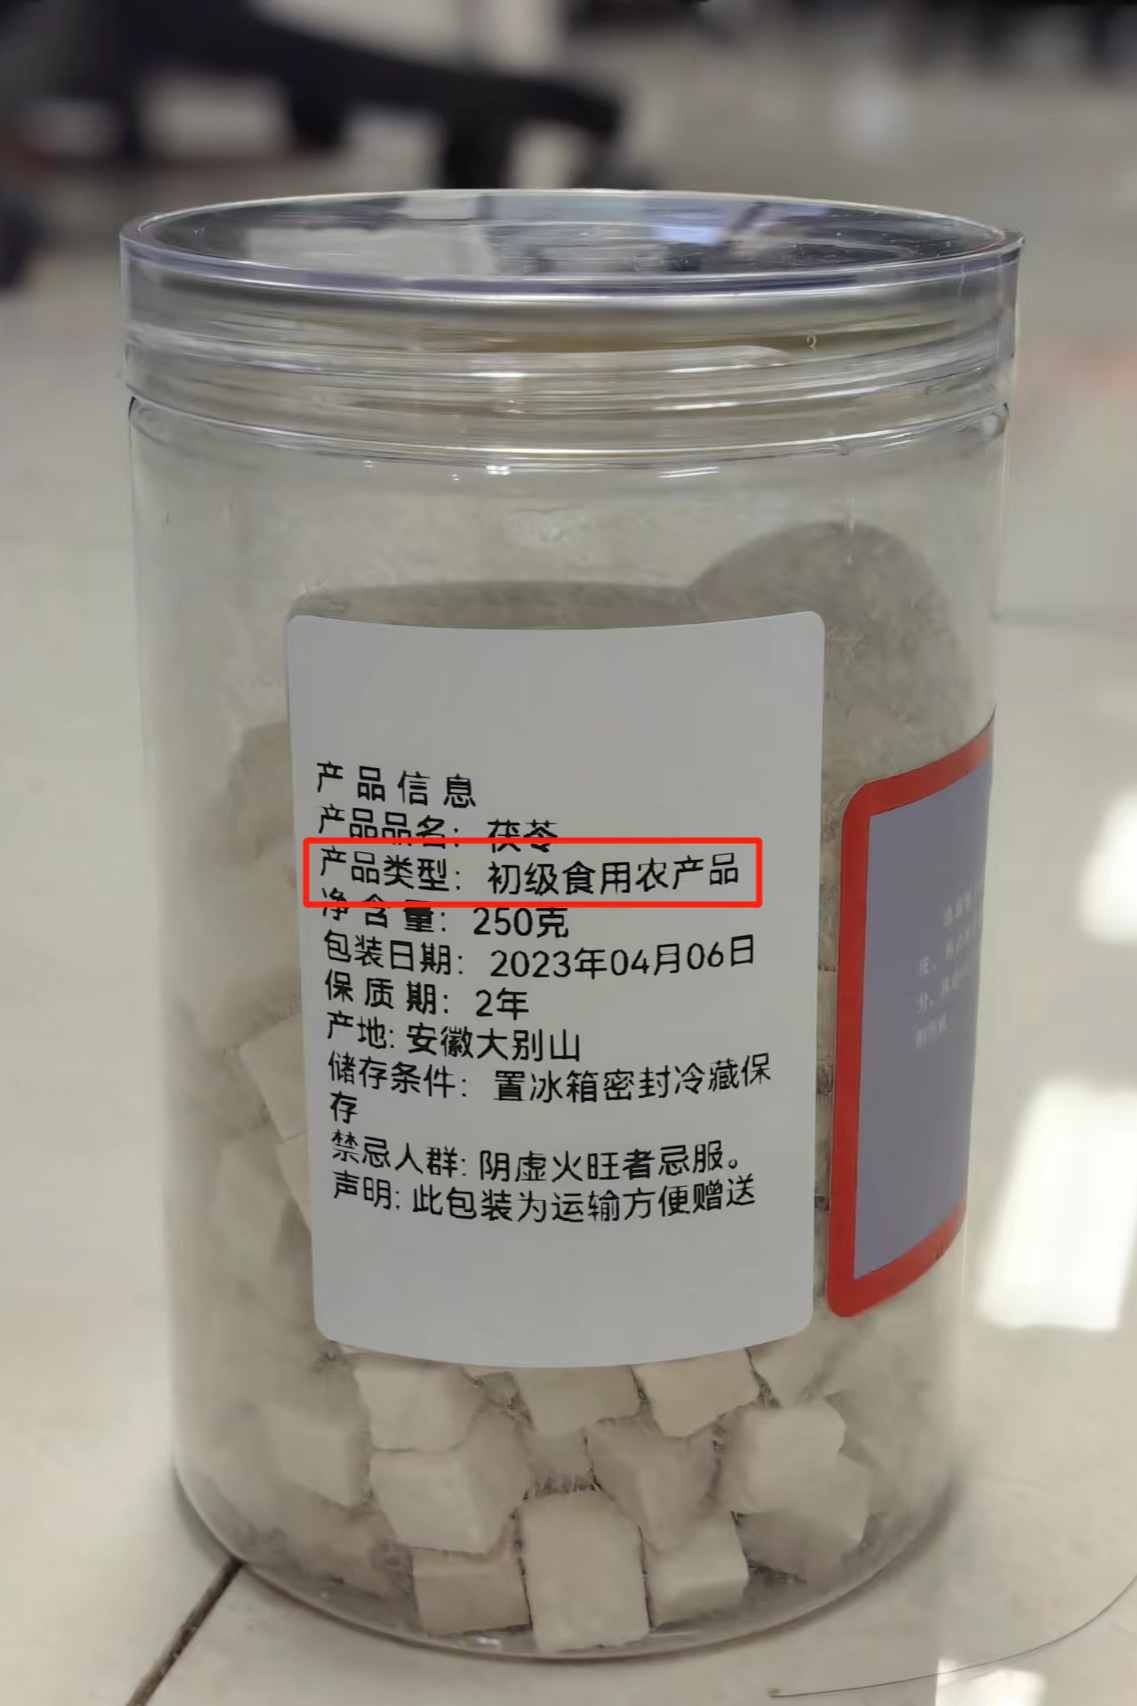 产品信息
产品品名：茯苓
产品类型：初级食用农产品
净含量：250克
包装日期：2023年04月06日
保质期：2年
产地:安徽大别山
储存条件：置冰箱密封冷藏保
存
禁忌人群:阴虚火旺者忌服。
声明:此包装为运输方便赠送